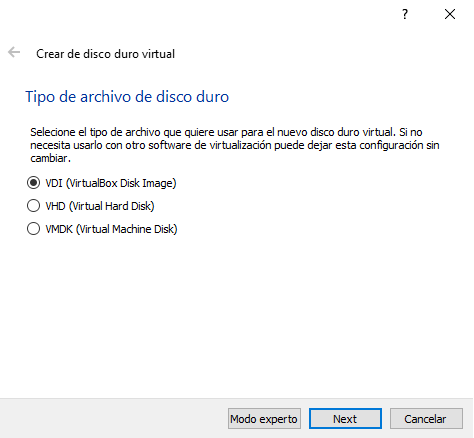 ?
Crear de disco duro virtual
Tipo de archivo de disco duro
Selecione el tipo de archivo que quiere usar para el nuevo disco duro virtual. Si no
necesita usarlo con otro software de virtualización puede dejar esta configuración sin
cambiar.
VDI (VirtualBox Disk Image)
VHD (Virtual Hard Disk)
VMDK (Virtual Machine Disk)
Modo experto Next Cancelar